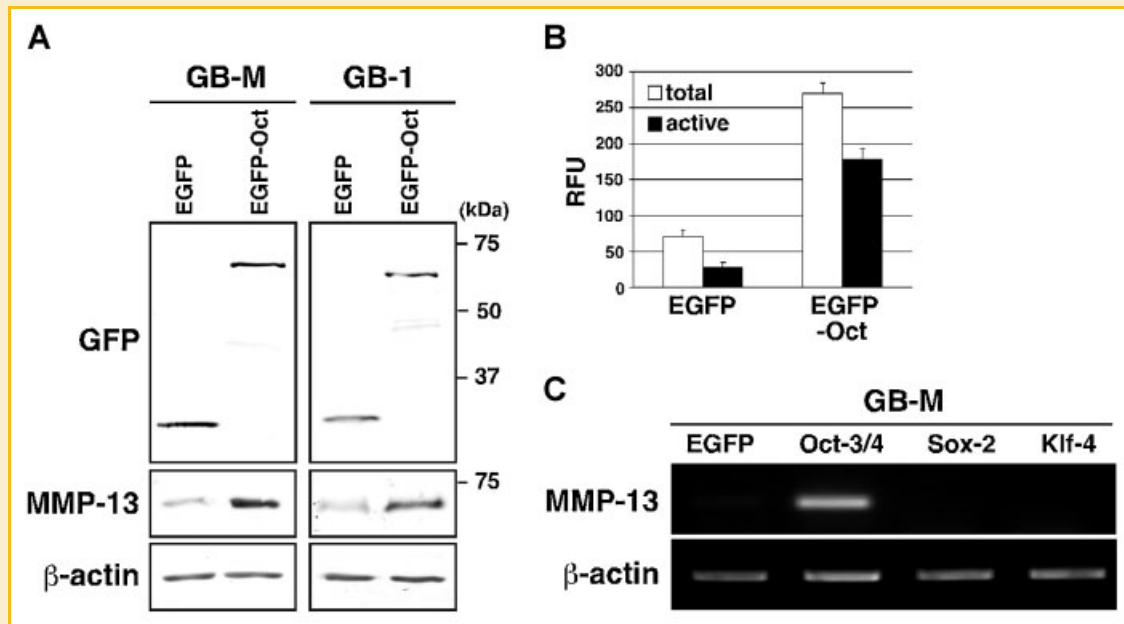 A
GB-M GB-1
EGFP EGFP-Oct EGFP EGFP-Oct
(kDa)
GFP
75
50
37
MMP-13
75
β-actin
B
300
250
200
150
100
50
0
RFU
total
active
EGFP EGFP
-Oct
C
GB-M
EGFP Oct-3/4 Sox-2 Klf-4
MMP-13
β-actin